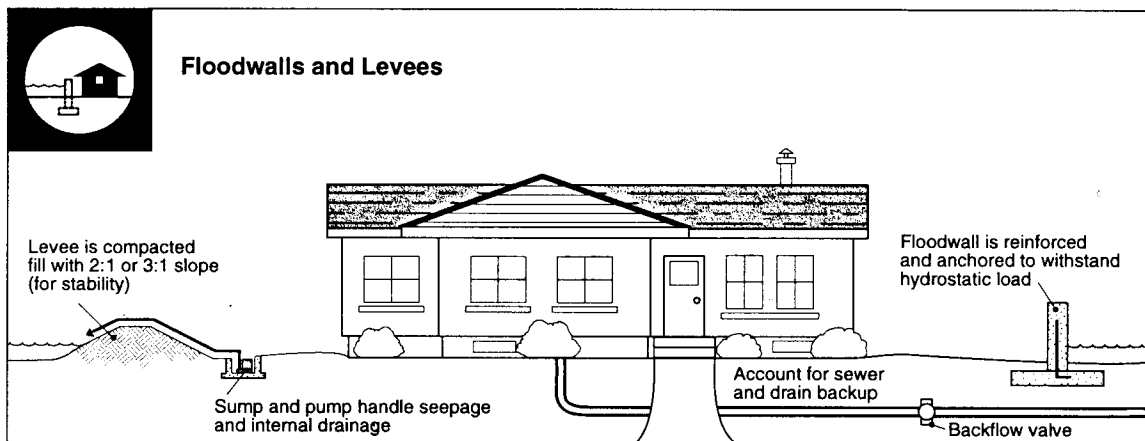 Floodwalls and Levees
Levee is compacted
fill with 2:1 or 3:1 slope
(for stability)
Floodwall is reinforced
and anchored to withstand
hydrostatic load
Sump and pump handle seepage
and internal drainage
Account for sewer
and drain backup
Backflow valve